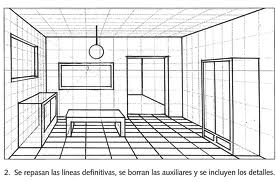 2. Se repasan las líneas definitivas, se borran las auxiliares y se incluyen los detalles.